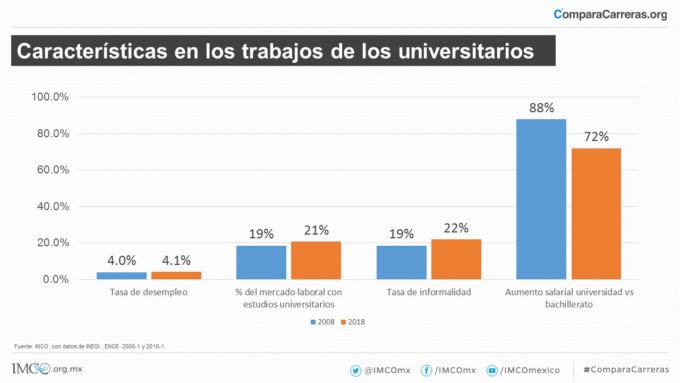 ComparaCarreras.org
Características en los trabajos de los universitarios
100.0%
80.0%
60.0%
40.0%
20.0%
0.0%
4.0%
4.1%
19%
21%
19%
22%
88%
72%
Tasa de desempleo
% del mercado laboral con
estudios universitarios
Tasa de informalidad
Aumento salarial universidad vs
bachillerato
2008
2018
Fuente: IMCO con datos de INEGI. ENOE 2008-1 y 2018-1.
IMCO.org.mx
@IMCOmx
/IMCOmx
/IMCOmexico
#ComparaCarreras